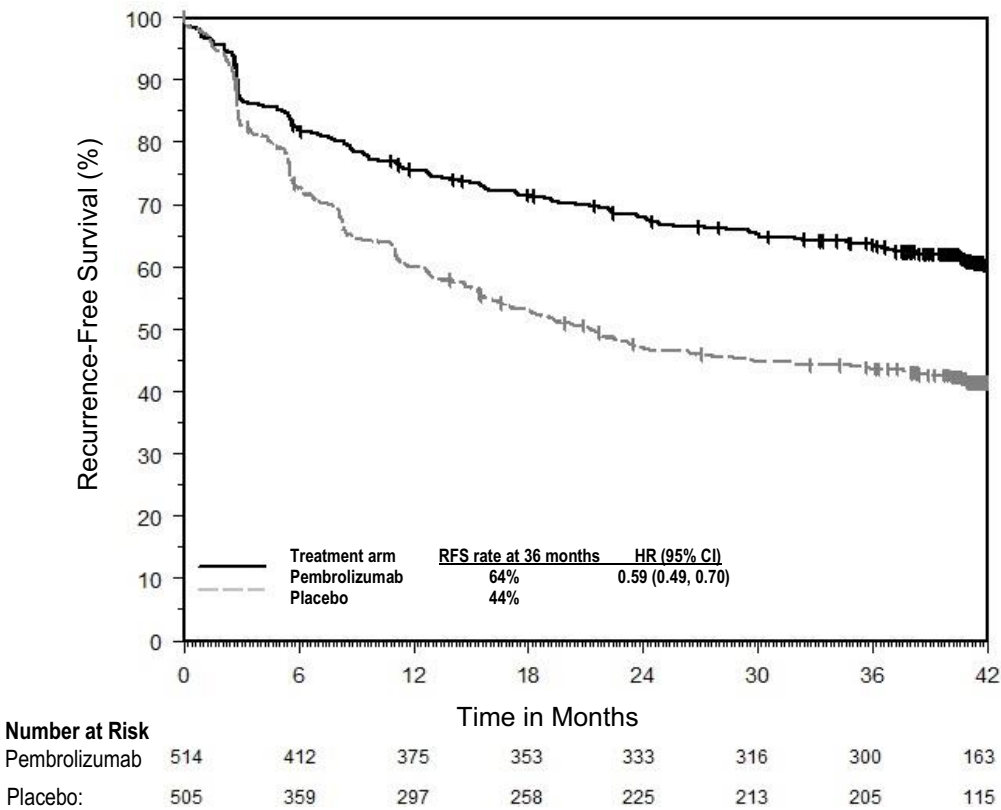 100
90
80
70
60
50
40
30
20
10
0
Recurrence-Free Survival (%)
Treatment arm RFS rate at 36 months HR (95% CI)
Pembrolizumab 64% 0.59 (0.49, 0.70)
Placebo 44%
0 6 12 18 24 30 36 42
Time in Months
Number at Risk
Pembrolizumab 514 412 375 353 333 316 300 163
Placebo: 505 359 297 258 225 213 205 115